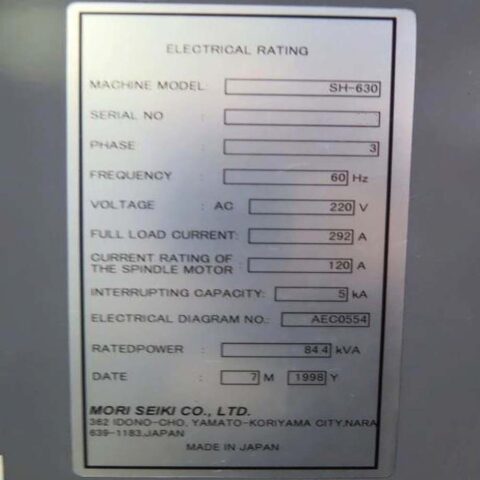 ELECTRICAL RATING
MACHINE MODEL: SH-630
SERIAL NO :
PHASE : 3
FREQUENCY : 60 Hz
VOLTAGE : AC 220 V
FULL LOAD CURRENT: 292 A
CURRENT RATING OF
THE SPINDLE MOTOR : 120 A
INTERRUPTING CAPACITY: 5 kA
ELECTRICAL DIAGRAM NO.: AEC0554
RATEDPOWER : 84.4 kVA
DATE : 7 M 1998 Y
MORI SEIKI CO., LTD.
362 IDONO-CHO, YAMATO-KORIYAMA CITY,NARA
639-1183,JAPAN
MADE IN JAPAN